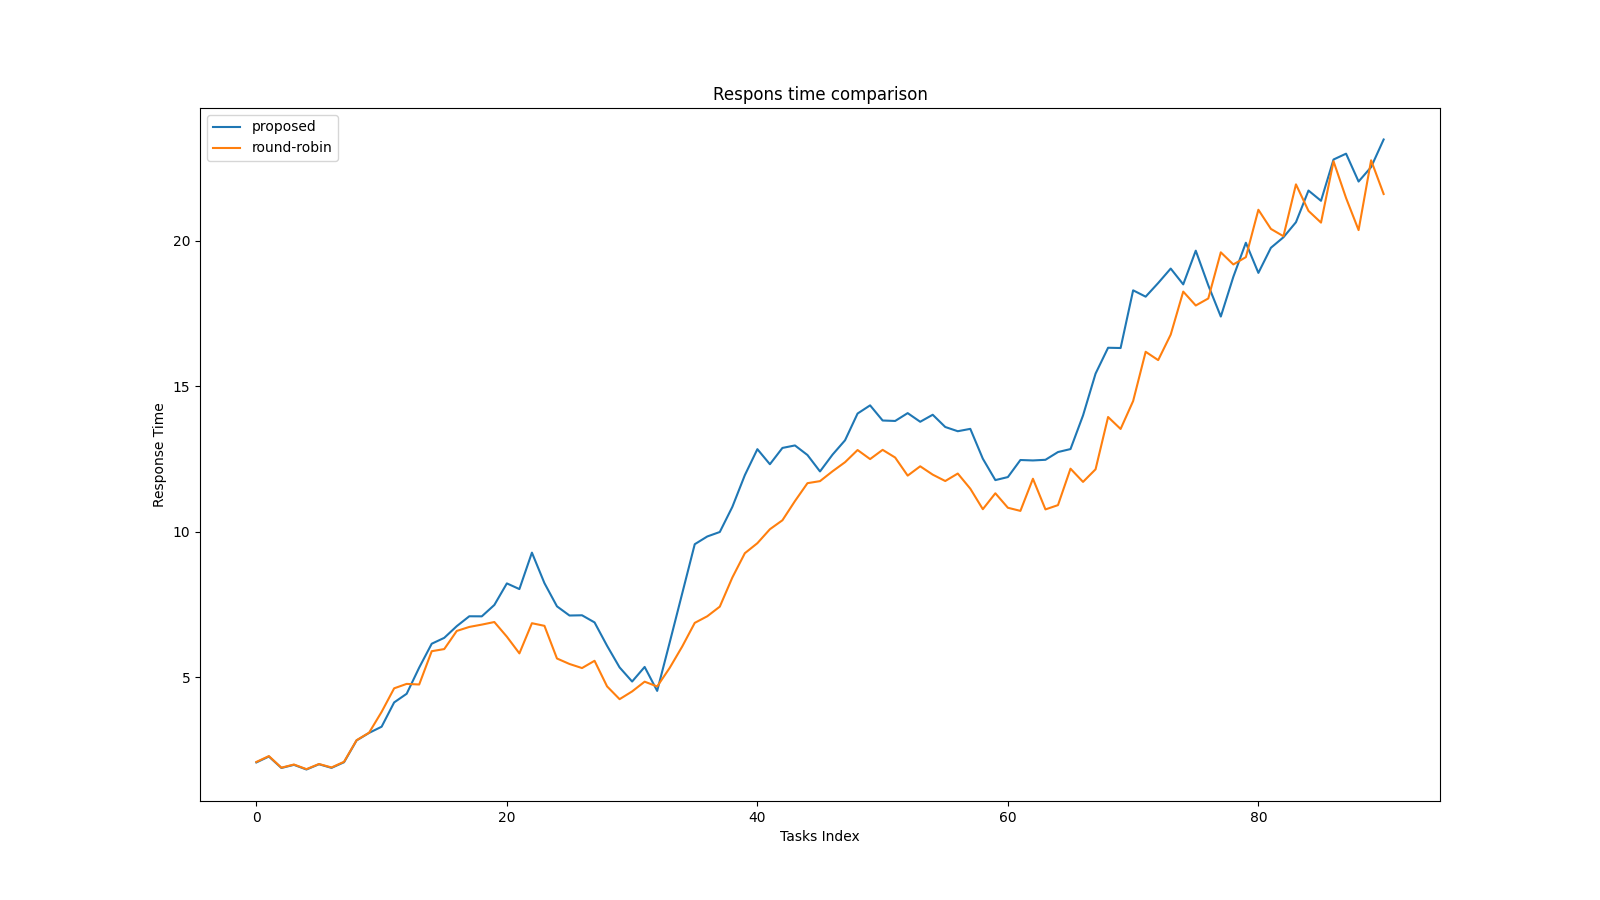 Respons time comparison
proposed
round-robin
20
15
10
5
Response Time
0 20 40 60 80
Tasks Index